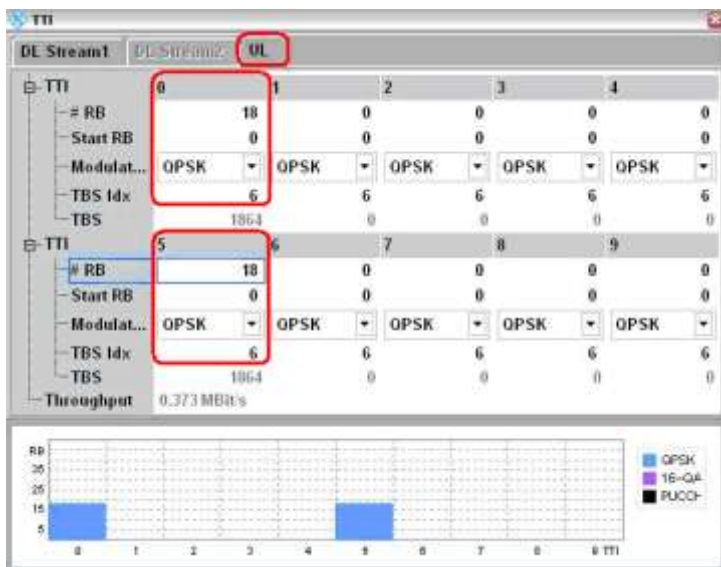 TTI
DL Stream1 DL Stream2 UL
TTI 0 1 2 3 4
# RB 18 0 0 0 0
Start RB 0 0 0 0 0
Modulat... QPSK QPSK QPSK QPSK QPSK
TBS Idx 6 6 6 6 6
TBS 1864 0 0 0 0
TTI 5 6 7 8 9
# RB 18 0 0 0 0
Start RB 0 0 0 0 0
Modulat... QPSK QPSK QPSK QPSK QPSK
TBS Idx 6 6 6 6 6
TBS 1864 0 0 0 0
Throughput 0.373 MBit/s
RB
35
25
15
5
0 1 2 3 4 5 6 7 8 9 TTI
QPSK
16-QA
PUCCH